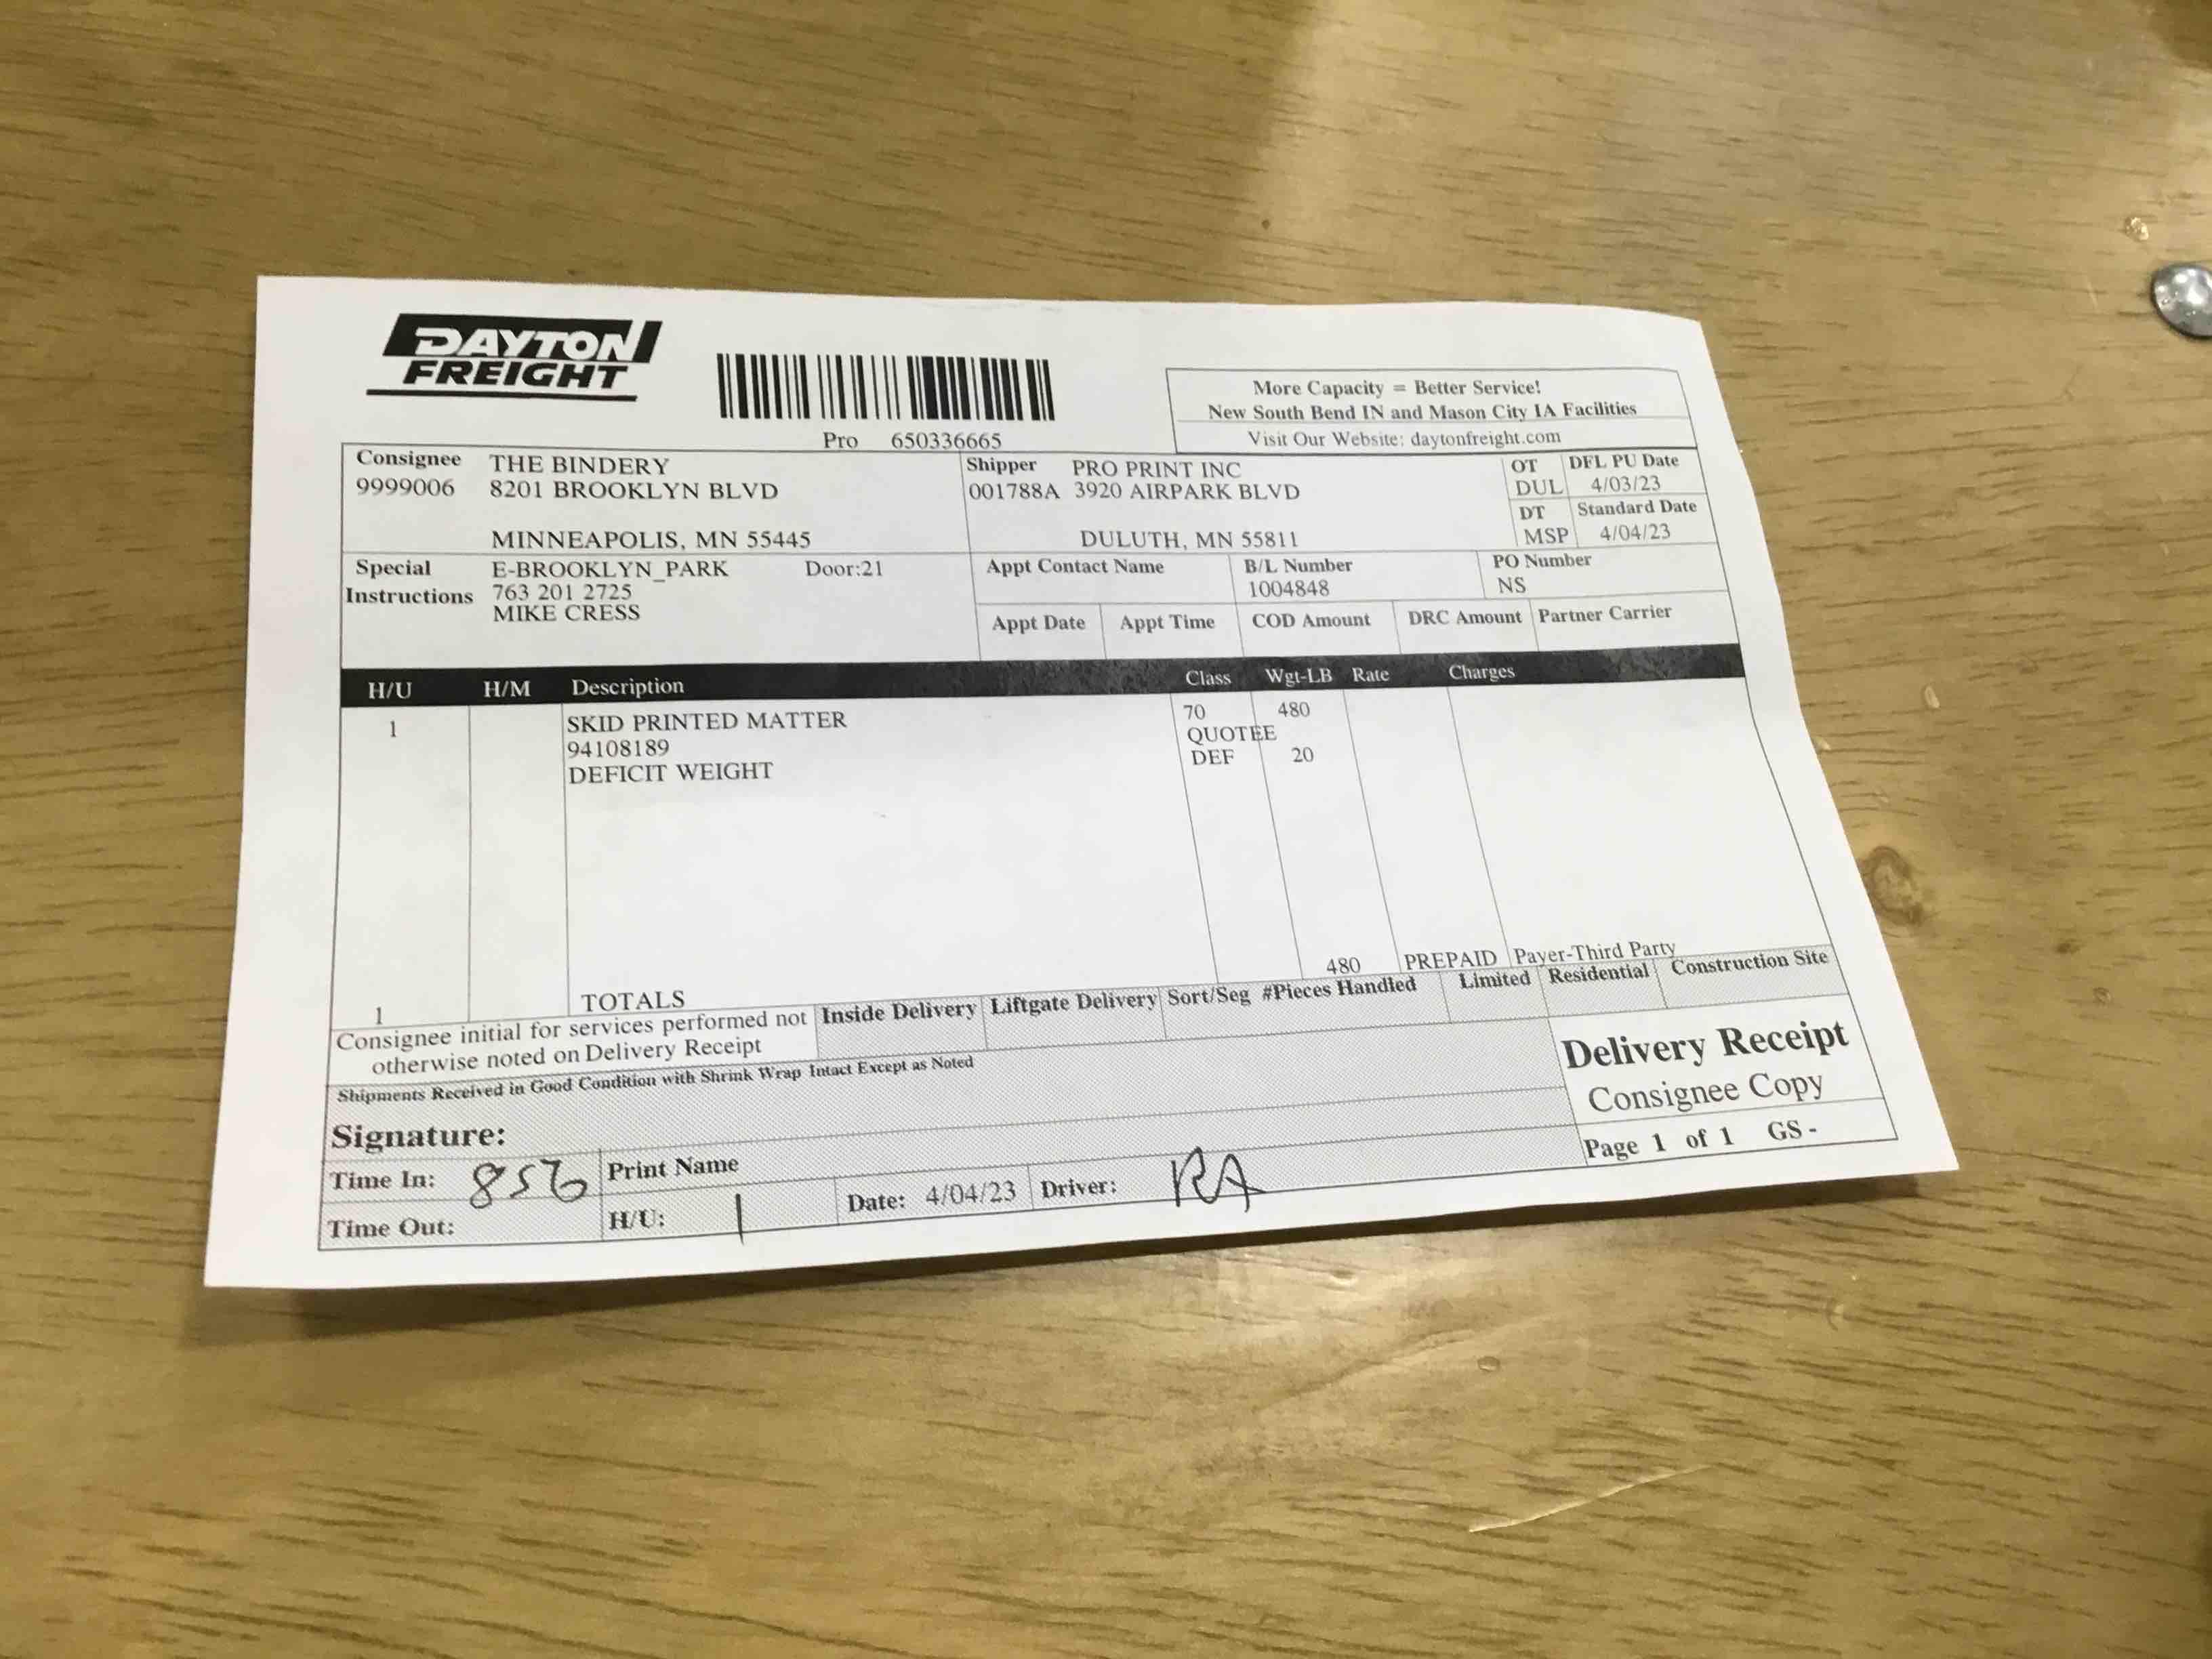 DAYTON
FREIGHT
Pro 650336665
More Capacity = Better Service!
New South Bend IN and Mason City IA Facilities
Visit Our Website: daytonfreight.com
Consignee THE BINDERY
9999006 8201 BROOKLYN BLVD
MINNEAPOLIS, MN 55445
Shipper PRO PRINT INC
001788A 3920 AIRPARK BLVD
DULUTH, MN 55811
OT DFL PU Date
DUL 4/03/23
DT Standard Date
MSP 4/04/23
Special Instructions
E-BROOKLYN_PARK Door:21
763 201 2725
MIKE CRESS
Appt Contact Name B/L Number PO Number
1004848 NS
Appt Date Appt Time COD Amount DRC Amount Partner Carrier
H/U H/M Description Class Wgt-LB Rate Charges
1 SKID PRINTED MATTER 70 480
94108189 QUOTEE
DEFICIT WEIGHT DEF 20
1 TOTALS 480 PREPAID Payer-Third Party
Consignee initial for services performed not
otherwise noted on Delivery Receipt
Inside Delivery Liftgate Delivery Sort/Seg #Pieces Handled Limited Residential Construction Site
Shipments Received in Good Condition with Shrink Wrap Intact Except as Noted
Delivery Receipt
Consignee Copy
Page 1 of 1 GS -
Signature:
Time In: 856 Print Name
Time Out: H/U: 1 Date: 4/04/23 Driver: RA